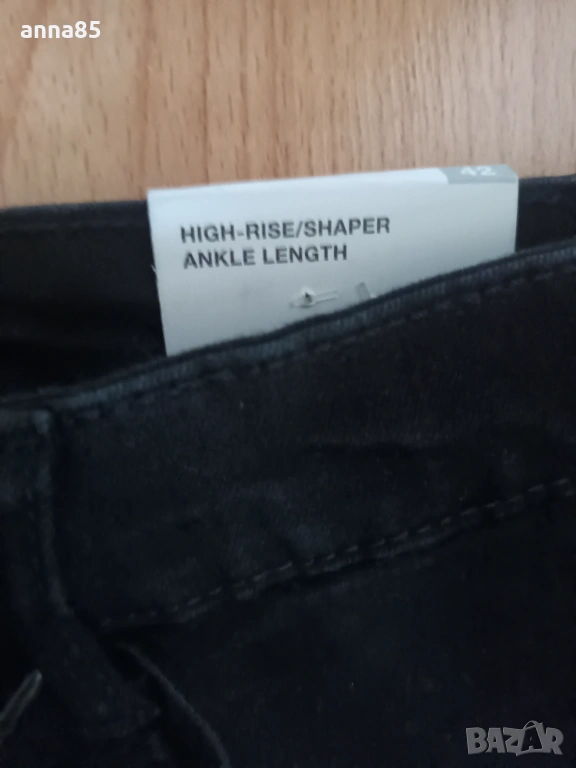 anna85
42
HIGH-RISE/SHAPER
ANKLE LENGTH
BAZAR